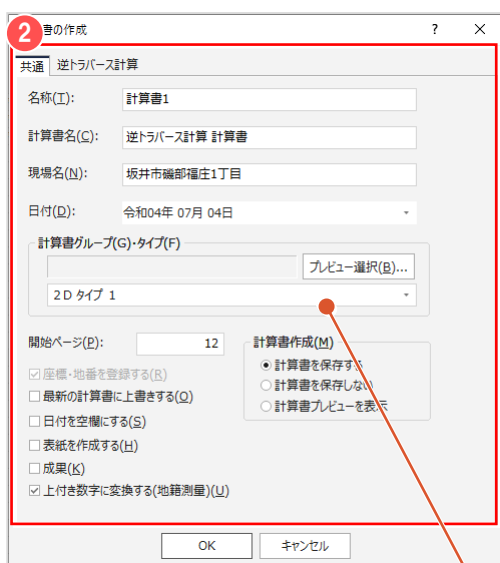 2 書の作成 ? ×
共通 逆トラバース計算
名称(T): 計算書1
計算書名(C): 逆トラバース計算 計算書
現場名(N): 坂井市磯部福庄1丁目
日付(D): 令和04年 07月 04日
計算書グループ(G)・タイプ(F)
プレビュー選択(B)...
2D タイプ 1
開始ページ(P): 12
計算書作成(M)
計算書を保存する
計算書を保存しない
計算書プレビューを表示
座標・地番を登録する(R)
最新の計算書に上書きする(O)
日付を空欄にする(S)
表紙を作成する(H)
成果(K)
上付き数字に変換する(地籍測量)(U)
OK キャンセル